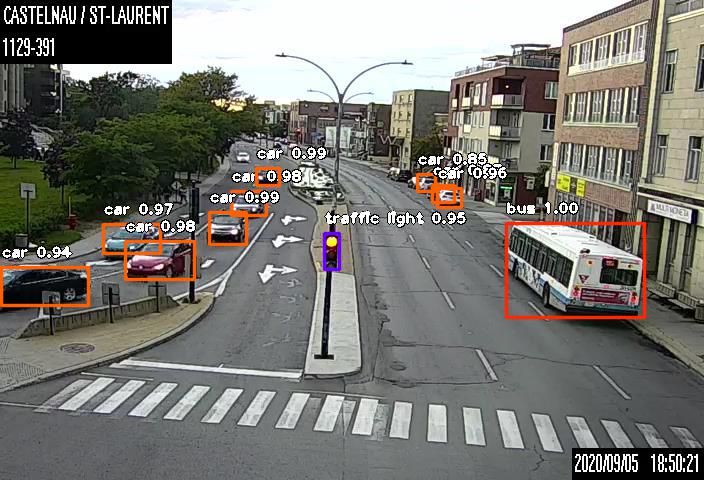 CASTELNAU / ST-LAURENT
1129-391
car 0.99
car 0.98
car 0.99
car 0.85
car 0.96
car 0.97
car 0.98
traffic light 0.95
bus 1.00
car 0.94
MULTI MONETA
2020/09/05 18:50:21